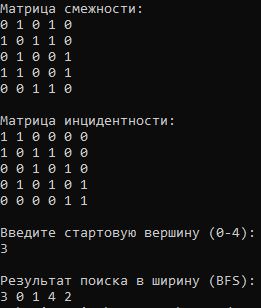 Матрица смежности:
0 1 0 1 0
1 0 1 1 0
0 1 0 0 1
1 1 0 0 1
0 0 1 1 0
Матрица инцидентности:
1 1 0 0 0 0
1 0 1 1 0 0
0 0 1 0 1 0
0 1 0 1 0 1
0 0 0 0 1 1
Введите стартовую вершину (0-4):
3
Результат поиска в ширину (BFS):
3 0 1 4 2